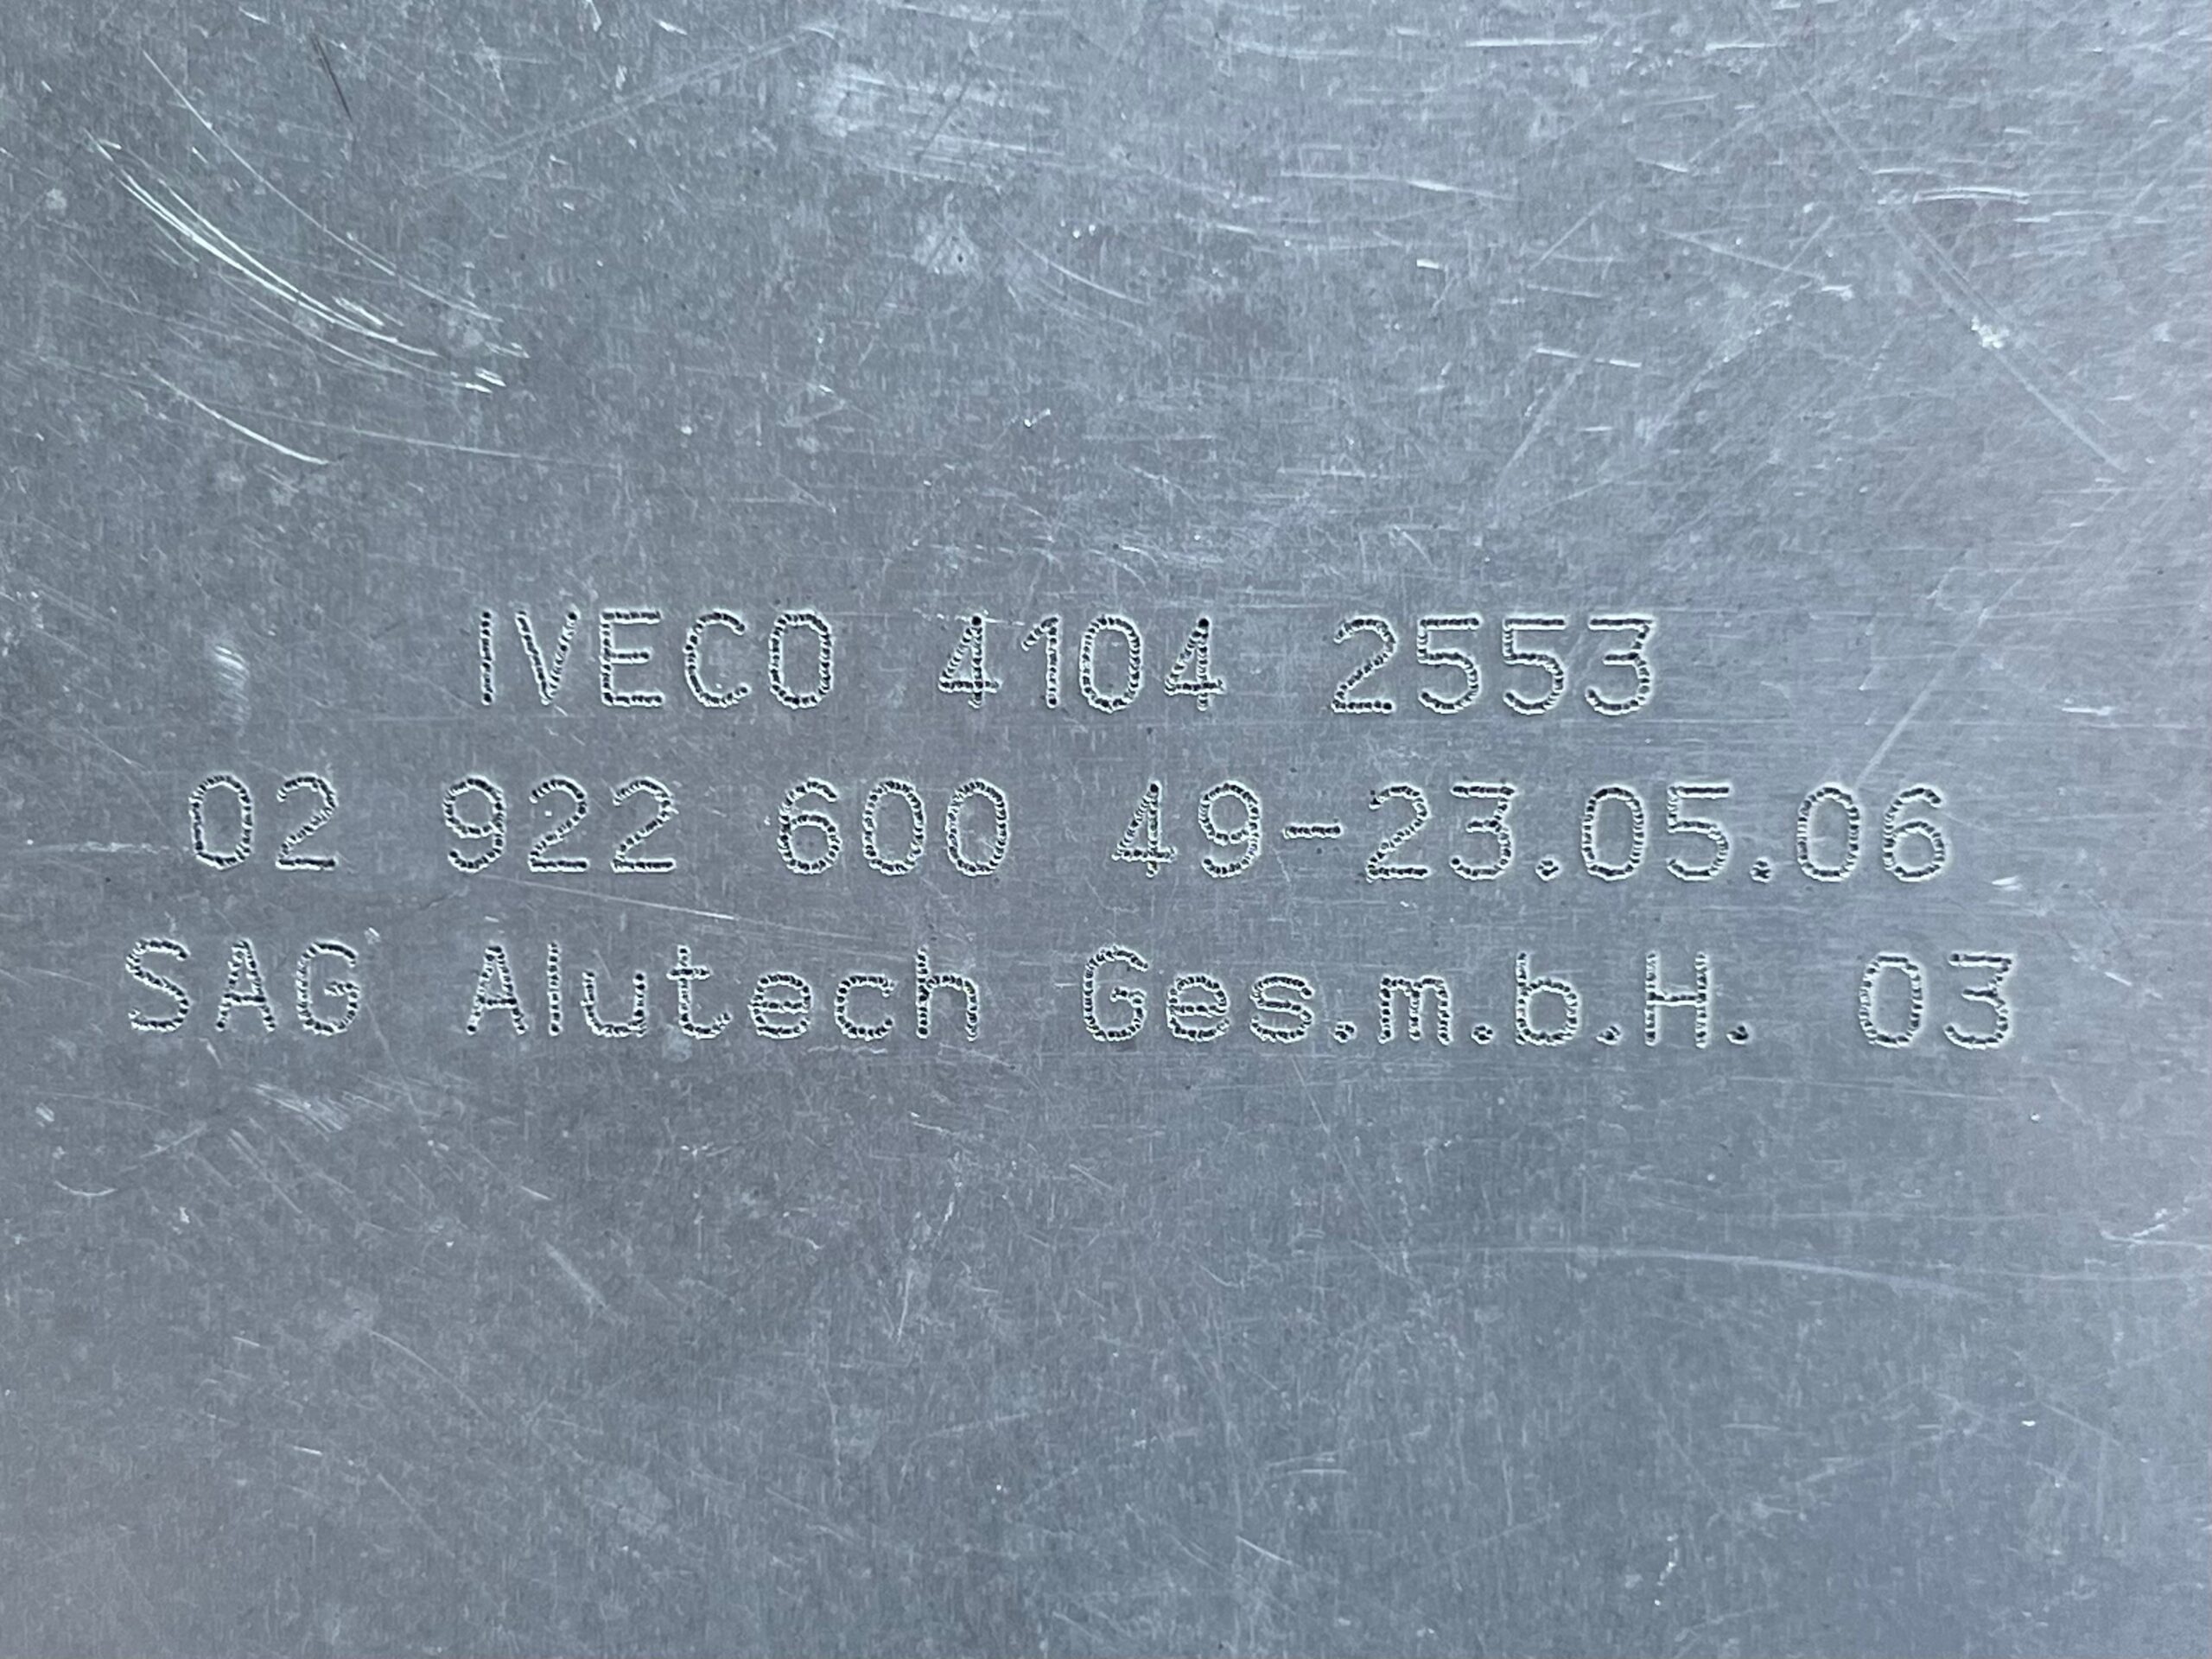 IVECO 4104 2553
02 922 600 49-23.05.06
SAG Alutech Ges.m.b.H. 03